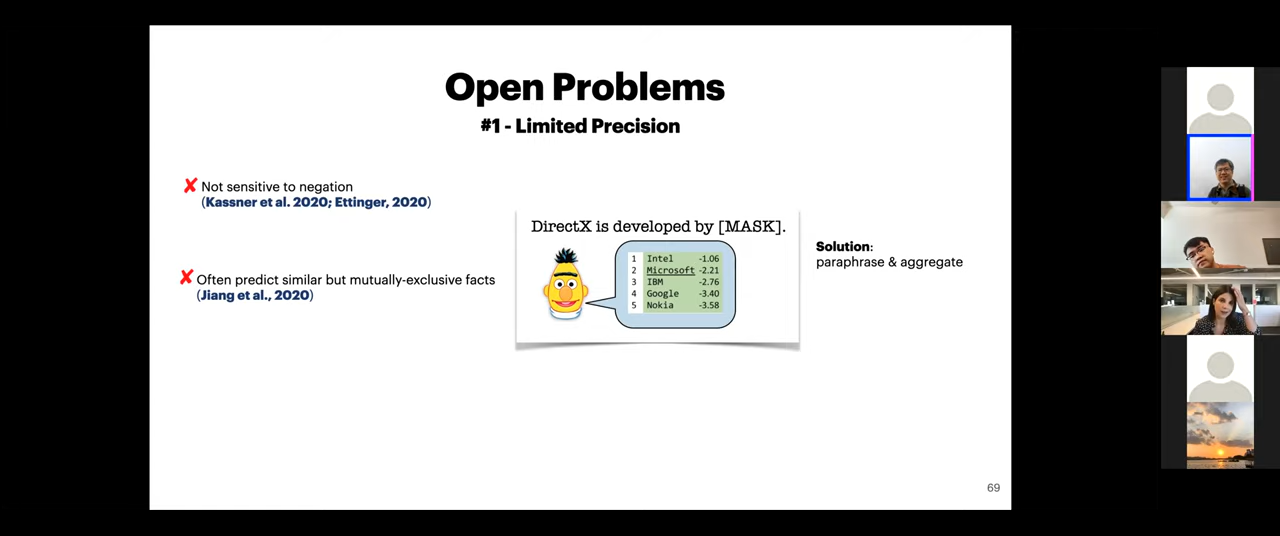 Open Problems
#1 - Limited Precision
✘ Not sensitive to negation
(Kassner et al. 2020; Ettinger, 2020)
✘ Often predict similar but mutually-exclusive facts
(Jiang et al., 2020)
DirectX is developed by [MASK].
1 Intel -1.06
2 Microsoft -2.21
3 IBM -2.76
4 Google -3.40
5 Nokia -3.58
Solution:
paraphrase & aggregate
69